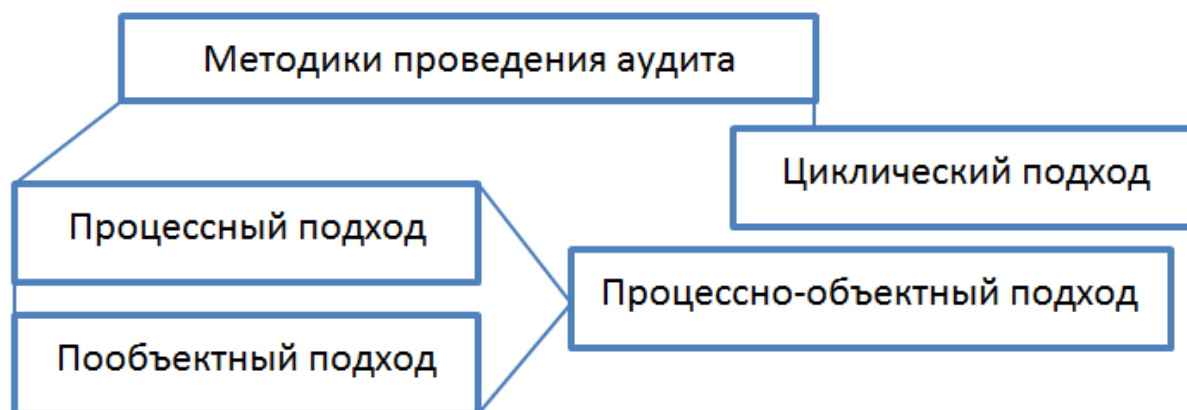 Методики проведения аудита
Циклический подход
Процессный подход
Процессно-объектный подход
Пообъектный подход